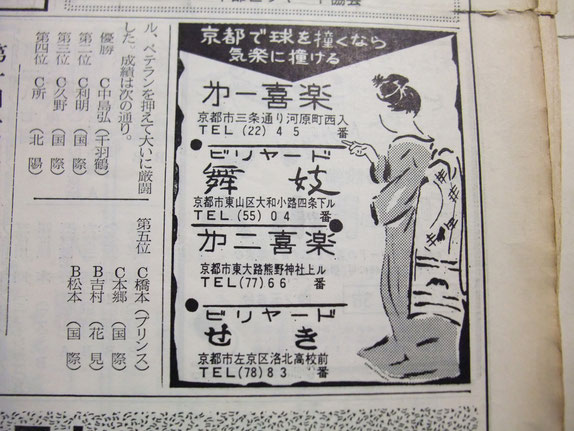 京都で球を撞くなら
気楽に撞ける
㐧一喜楽
京都市三条通り河原町西入
TEL (22) 4 5 番
ビリヤード
舞妓
京都市東山区大和小路四条下ル
TEL (55) 0 4 番
㐧二喜楽
京都市東大路熊野神社上ル
TEL (77) 6 6 番
ビリヤード
せき
京都市左京区洛北高校前
TEL (78) 8 3 番
ル、ベテランを押えて大いに厳闘
した。成績は次の通り。
優勝 C中島弘(千羽鶴)
第二位 C利明(国際)
第三位 C久野(国際)
第四位 C所(北陽)
第五位 C橋本(プリンス)
C本郷(国際)
B吉村(花見)
B松本(国際)